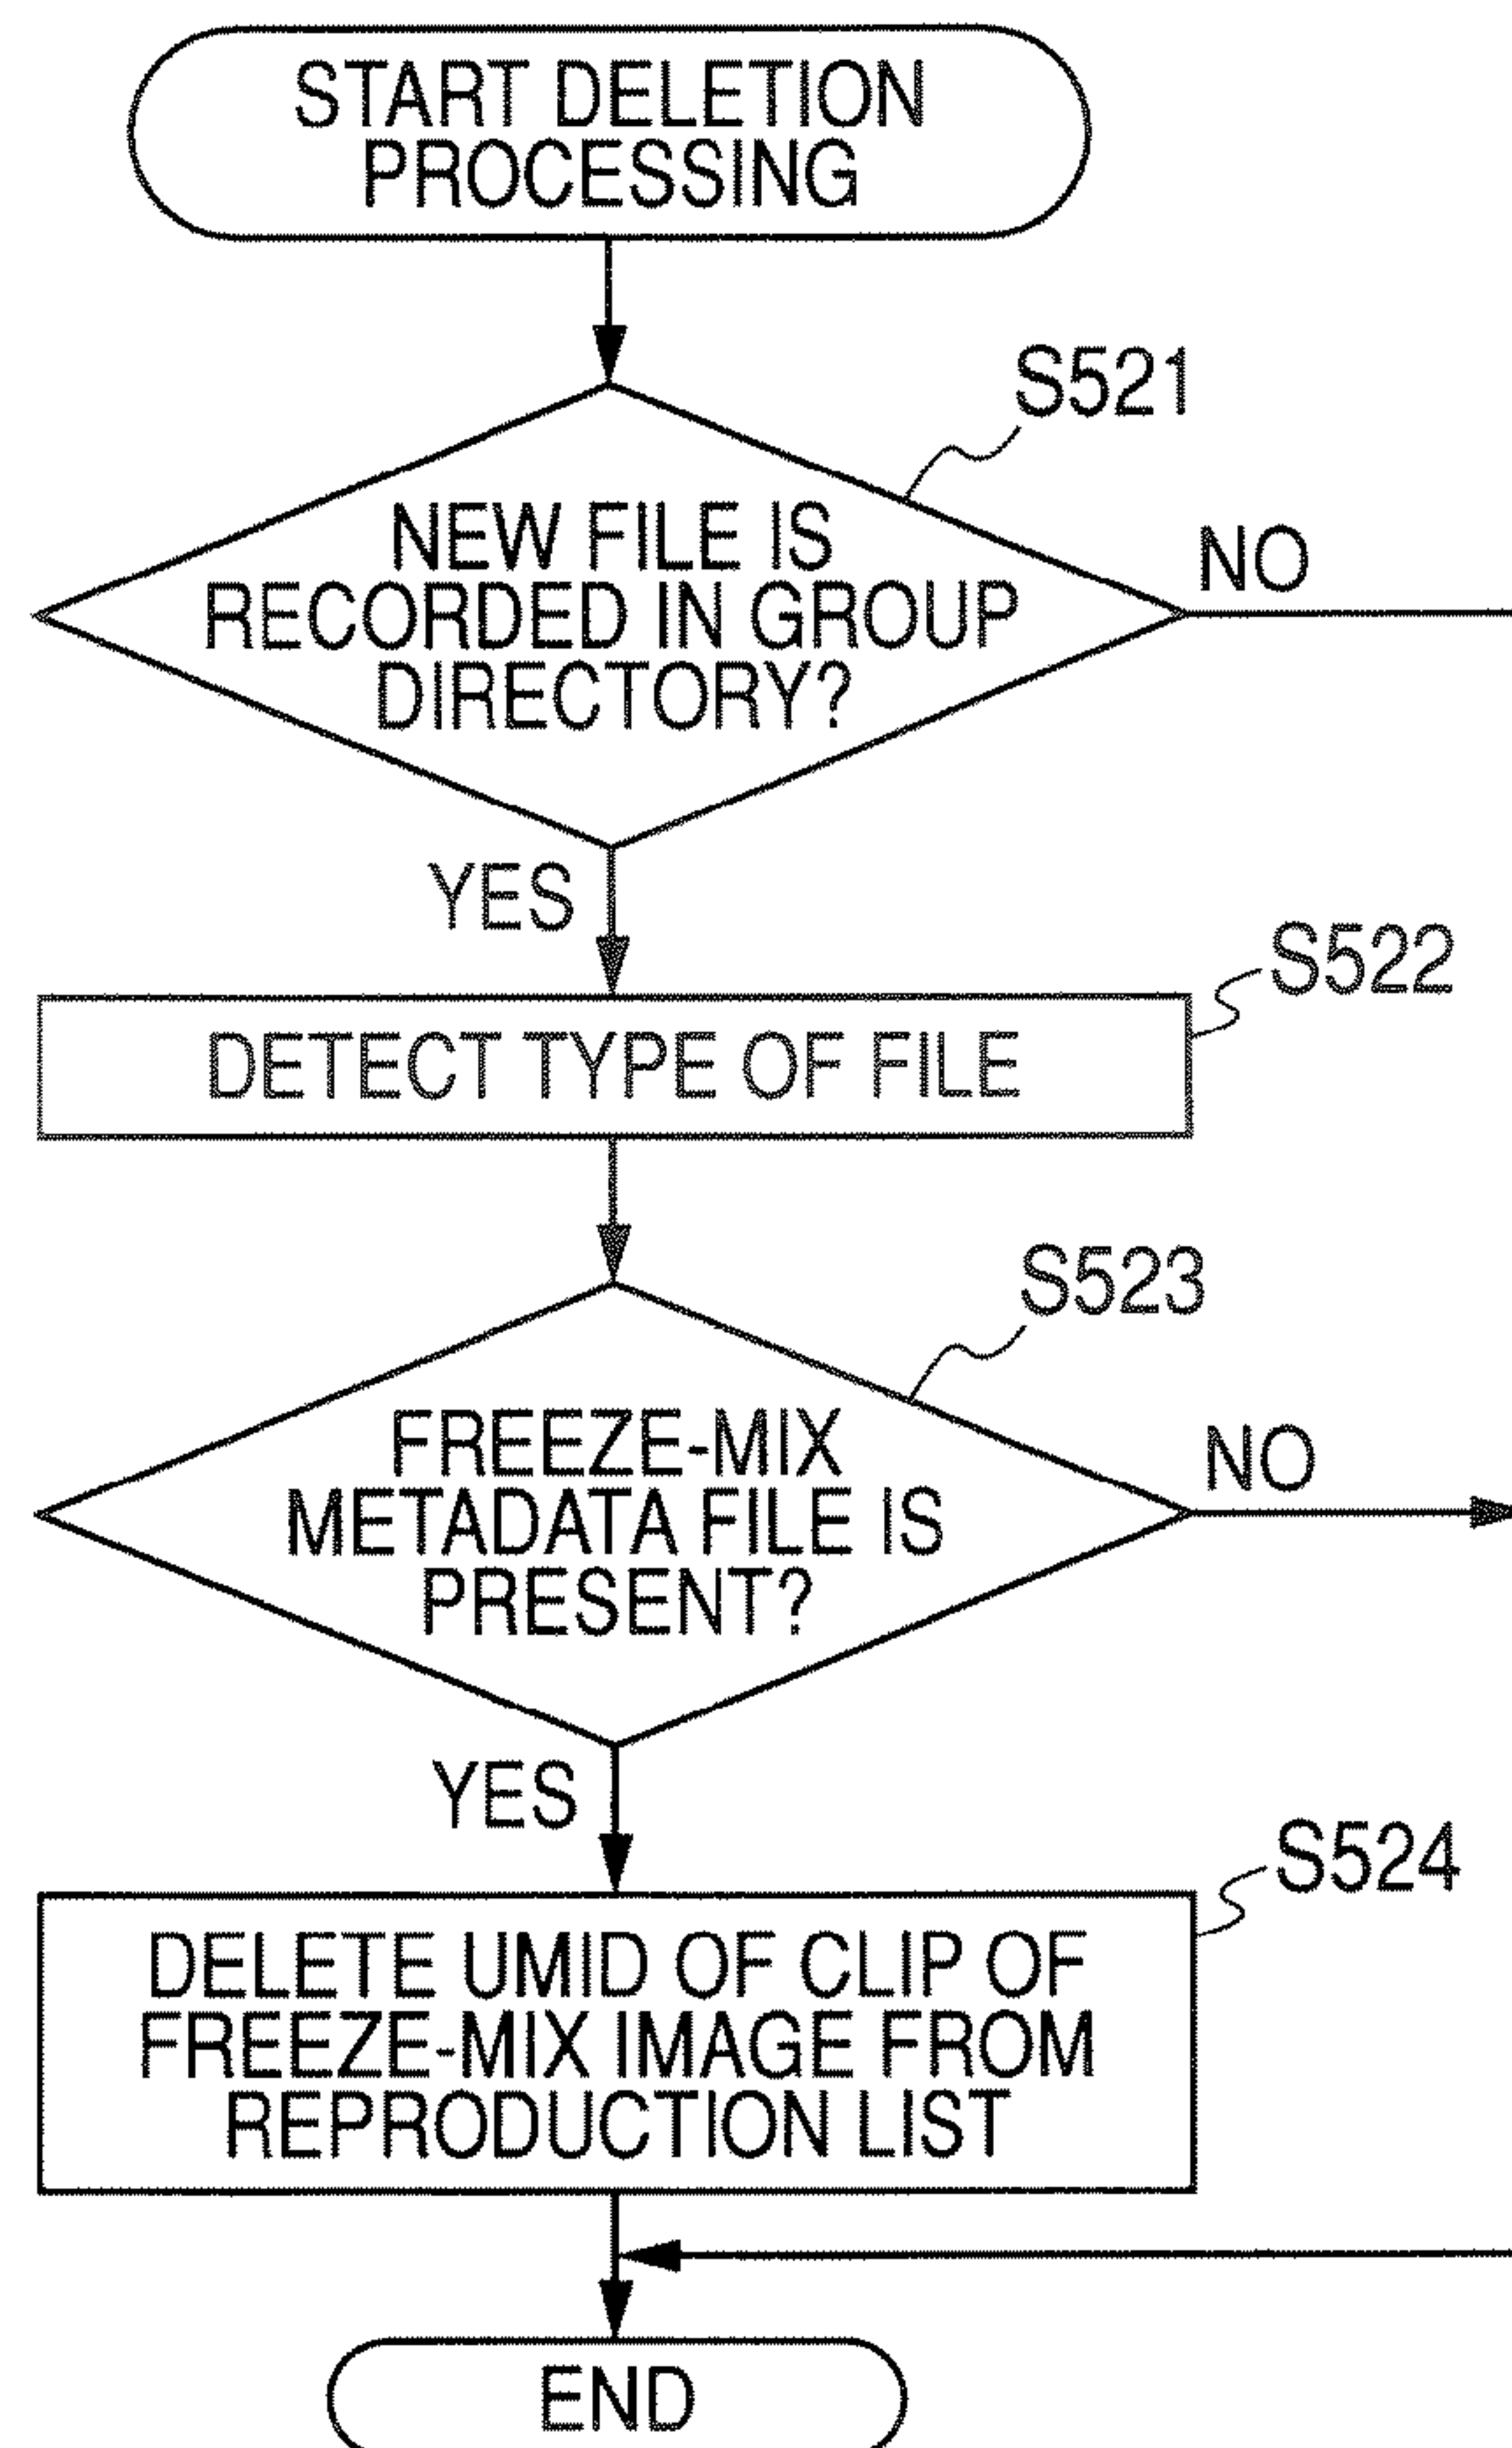 START DELETION
PROCESSING
S521
NEW FILE IS
RECORDED IN GROUP
DIRECTORY?
NO
YES
S522
DETECT TYPE OF FILE
S523
FREEZE-MIX
METADATA FILE IS
PRESENT?
NO
YES
S524
DELETE UMID OF CLIP OF
FREEZE-MIX IMAGE FROM
REPRODUCTION LIST
END